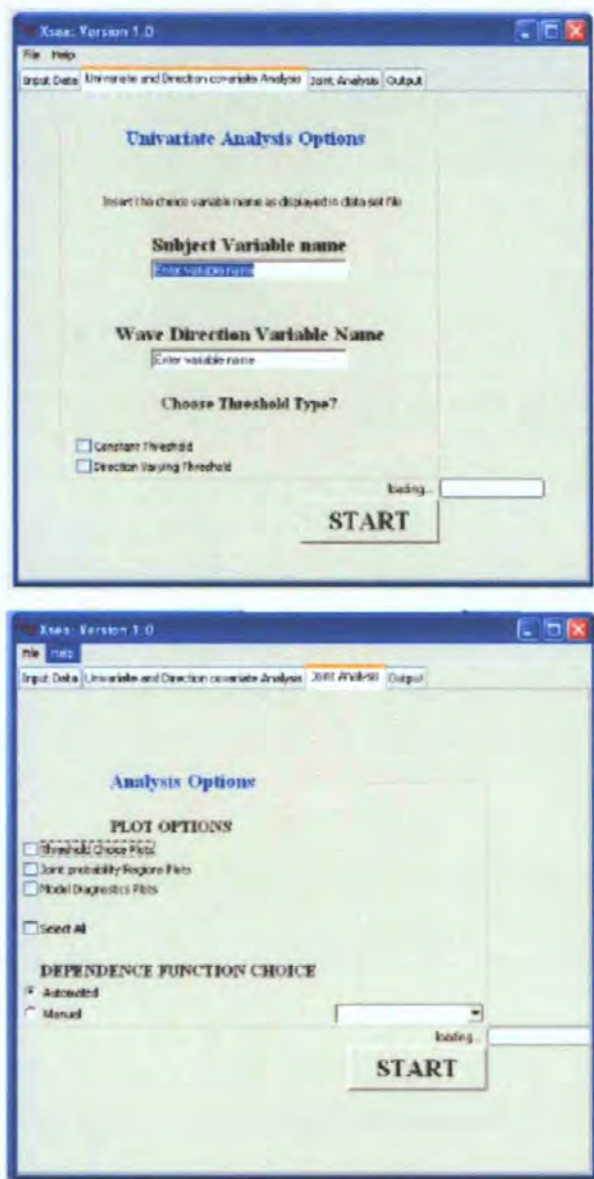 Xsea: Version 1.0
File Help
Input Data Univariate and Direction covariate Analysis Joint Analysis Output
Univariate Analysis Options
Insert the choice variable name as displayed in data set file
Subject Variable name
Enter variable name
Wave Direction Variable Name
Enter variable name
Choose Threshold Type?
Constant Threshold
Direction Varying Threshold
loading...
START
Xsea: Version 1.0
File Help
Input Data Univariate and Direction covariate Analysis Joint Analysis Output
Analysis Options
PLOT OPTIONS
Threshold Choice Plots
Joint probability Regions Plots
Model Diagnostics Plots
Select All
DEPENDENCE FUNCTION CHOICE
Automated
Manual
loading...
START